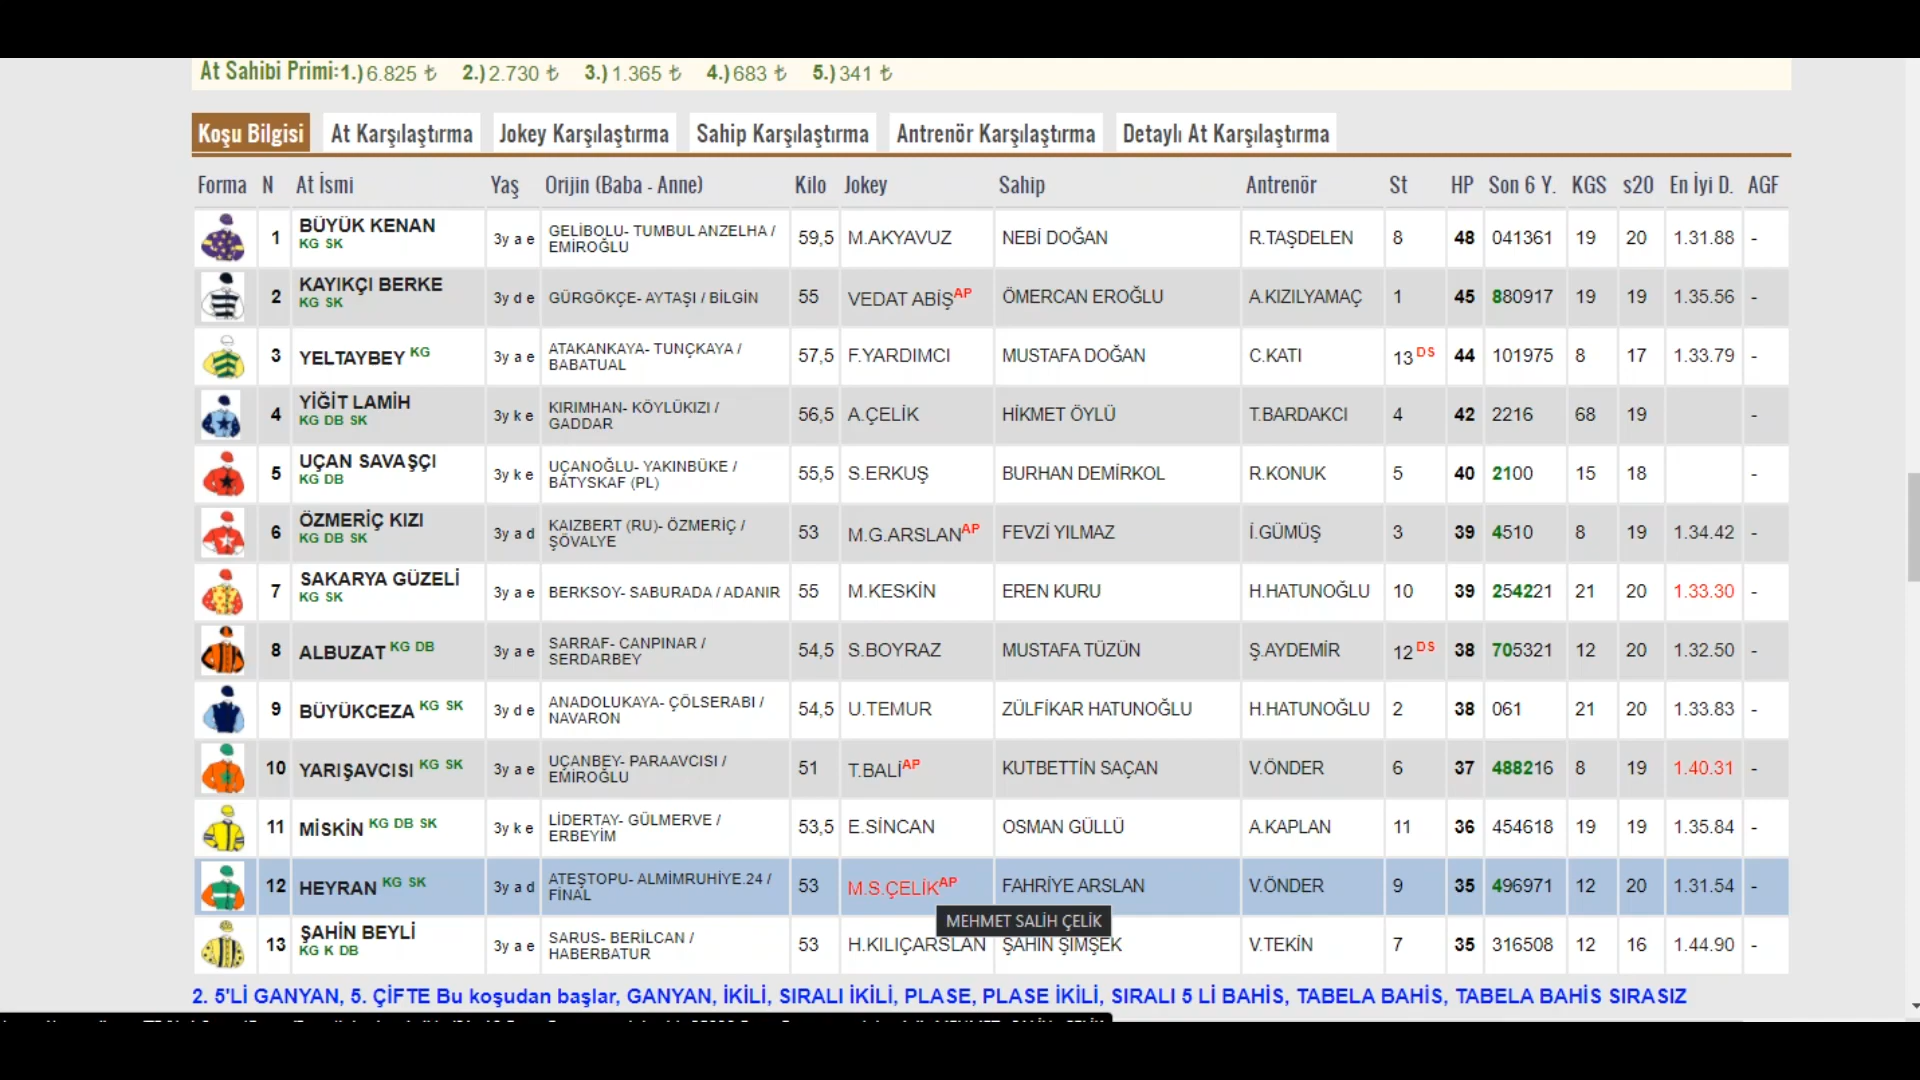 At Sahibi Primi:1.)6.825 ₺ 2.)2.730 ₺ 3.)1.365 ₺ 4.)683 ₺ 5.)341 ₺
Koşu Bilgisi At Karşılaştırma Jokey Karşılaştırma Sahip Karşılaştırma Antrenör Karşılaştırma Detaylı At Karşılaştırma
Forma N At İsmi Yaş Orijin (Baba - Anne) Kilo Jokey Sahip Antrenör St HP Son 6 Y. KGS s20 En İyi D. AGF
1 BÜYÜK KENAN KG SK 3y a e GELİBOLU- TUMBUL ANZELHA / EMİROĞLU 59,5 M.AKYAVUZ NEBİ DOĞAN R.TAŞDELEN 8 48 041361 19 20 1.31.88 -
2 KAYIKÇI BERKE KG SK 3y d e GÜRGÖKÇE- AYTAŞI / BİLGİN 55 VEDAT ABİŞAP ÖMERCAN EROĞLU A.KIZILYAMAÇ 1 45 880917 19 19 1.35.56 -
3 YELTAYBEY KG 3y a e ATAKANKAYA- TUNÇKAYA / BABATUAL 57,5 F.YARDIMCI MUSTAFA DOĞAN C.KATI 13 DS 44 101975 8 17 1.33.79 -
4 YİĞİT LAMİH KG DB SK 3y k e KIRIMHAN- KÖYLÜKIZI / GADDAR 56,5 A.ÇELİK HİKMET ÖYLÜ T.BARDAKCI 4 42 2216 68 19 -
5 UÇAN SAVAŞÇI KG DB 3y k e UÇANOĞLU- YAKINBÜKE / BATYSKAF (PL) 55,5 S.ERKUŞ BURHAN DEMİRKOL R.KONUK 5 40 2100 15 18 -
6 ÖZMERİÇ KIZI KG DB SK 3y a d KAIZBERT (RU)- ÖZMERİÇ / ŞÖVALYE 53 M.G.ARSLANAP FEVZİ YILMAZ İ.GÜMÜŞ 3 39 4510 8 19 1.34.42 -
7 SAKARYA GÜZELİ KG SK 3y a e BERKSOY- SABURADA / ADANIR 55 M.KESKİN EREN KURU H.HATUNOĞLU 10 39 254221 21 20 1.33.30 -
8 ALBUZAT KG DB 3y a e SARRAF- CANPINAR / SERDARBEY 54,5 S.BOYRAZ MUSTAFA TÜZÜN Ş.AYDEMİR 12 DS 38 705321 12 20 1.32.50 -
9 BÜYÜKCEZA KG SK 3y d e ANADOLUKAYA- ÇÖLSERABI / NAVARON 54,5 U.TEMUR ZÜLFİKAR HATUNOĞLU H.HATUNOĞLU 2 38 061 21 20 1.33.83 -
10 YARIŞAVCISI KG SK 3y a e UÇANBEY- PARAAVCISI / EMİROĞLU 51 T.BALİAP KUTBETTİN SAÇAN V.ÖNDER 6 37 488216 8 19 1.40.31 -
11 MİSKİN KG DB SK 3y k e LİDERTAY- GÜLMERVE / ERBEYİM 53,5 E.SİNCAN OSMAN GÜLLÜ A.KAPLAN 11 36 454618 19 19 1.35.84 -
12 HEYRAN KG SK 3y a d ATEŞTOPU- ALMİMRUHİYE.24 / FİNAL 53 M.S.ÇELİKAP FAHRİYE ARSLAN V.ÖNDER 9 35 496971 12 20 1.31.54 -
MEHMET SALİH ÇELİK
13 ŞAHİN BEYLİ KG K DB 3y a e SARUS- BERİLCAN / HABERBATUR 53 H.KILIÇARSLAN ŞAHİN ŞİMŞEK V.TEKİN 7 35 316508 12 16 1.44.90 -
2. 5'Lİ GANYAN, 5. ÇİFTE Bu koşudan başlar, GANYAN, İKİLİ, SIRALI İKİLİ, PLASE, PLASE İKİLİ, SIRALI 5 Lİ BAHİS, TABELA BAHİS, TABELA BAHİS SIRASIZ